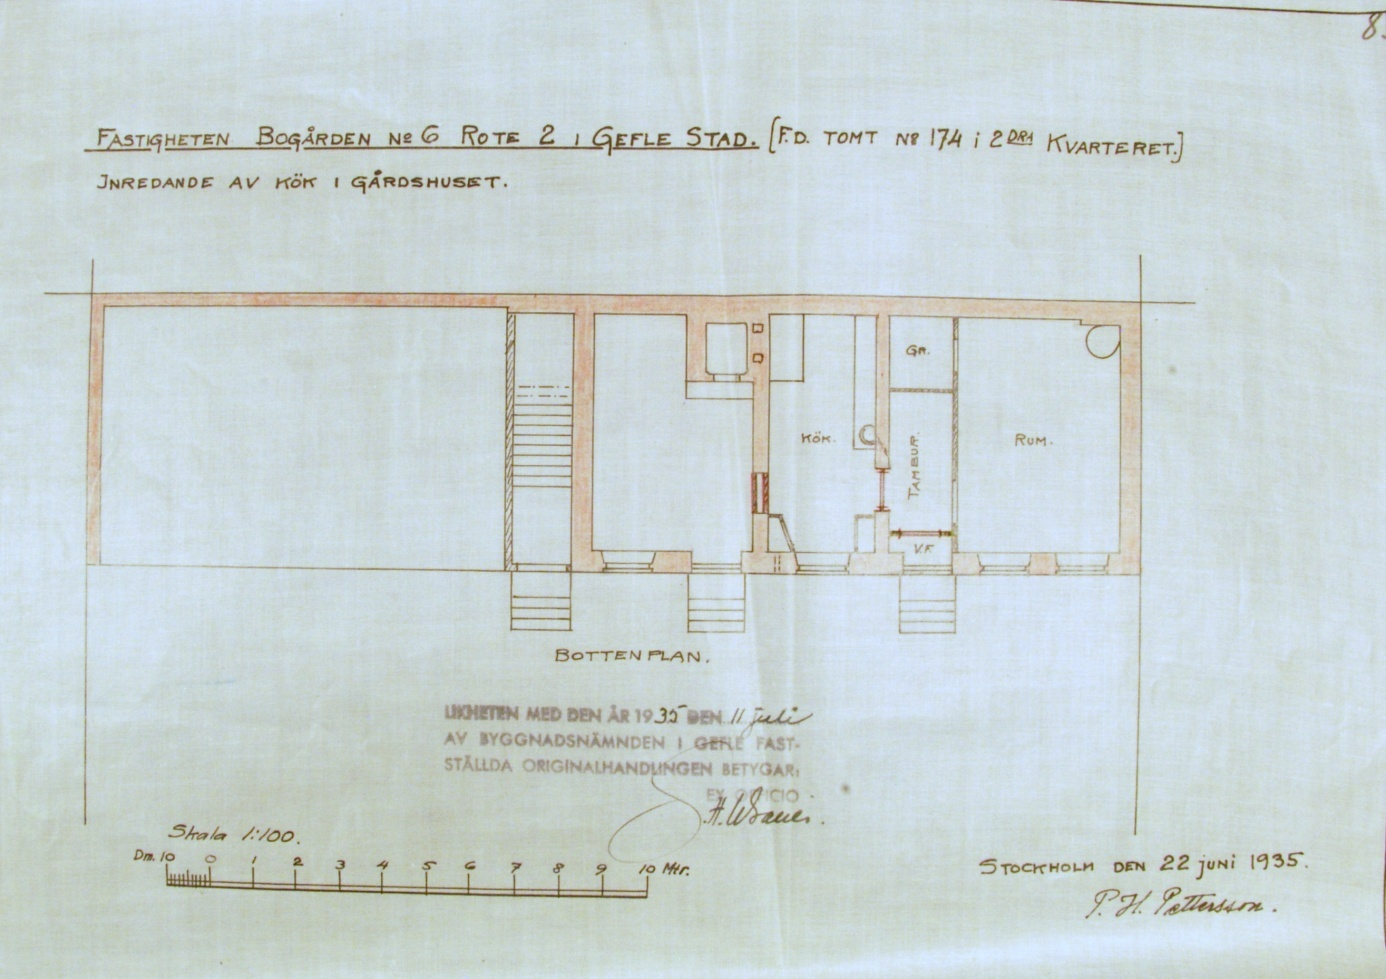 8.
FASTIGHETEN BOGÅRDEN No 6 ROTE 2 I GEFLE STAD. [F.D. TOMT No 174 i 2DRA KVARTERET.]
INREDANDE AV KÖK I GÅRDSHUSET.
GR.
KÖK.
TAMBUR.
RUM.
V.F.
BOTTENPLAN.
LIKHETEN MED DEN ÅR 1935 DEN 11 juli
AV BYGGNADSNÄMNDEN I GEFLE FAST-
STÄLLDA ORIGINALHANDLINGEN BETYGAR,
EX OFFICIO
Skala 1:100.
Dm. 10 0 1 2 3 4 5 6 7 8 9 10 Mtr.
STOCKHOLM DEN 22 juni 1935.
P. H. Pettersson.